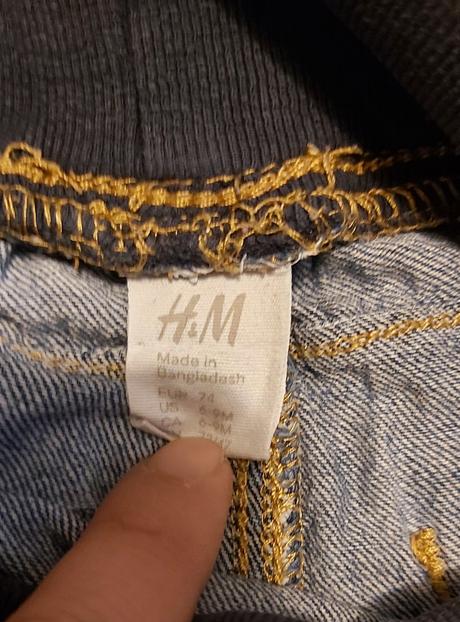 H&M
Made in
Bangladesh
EUR 74
US 6-9M
CA 6-9M